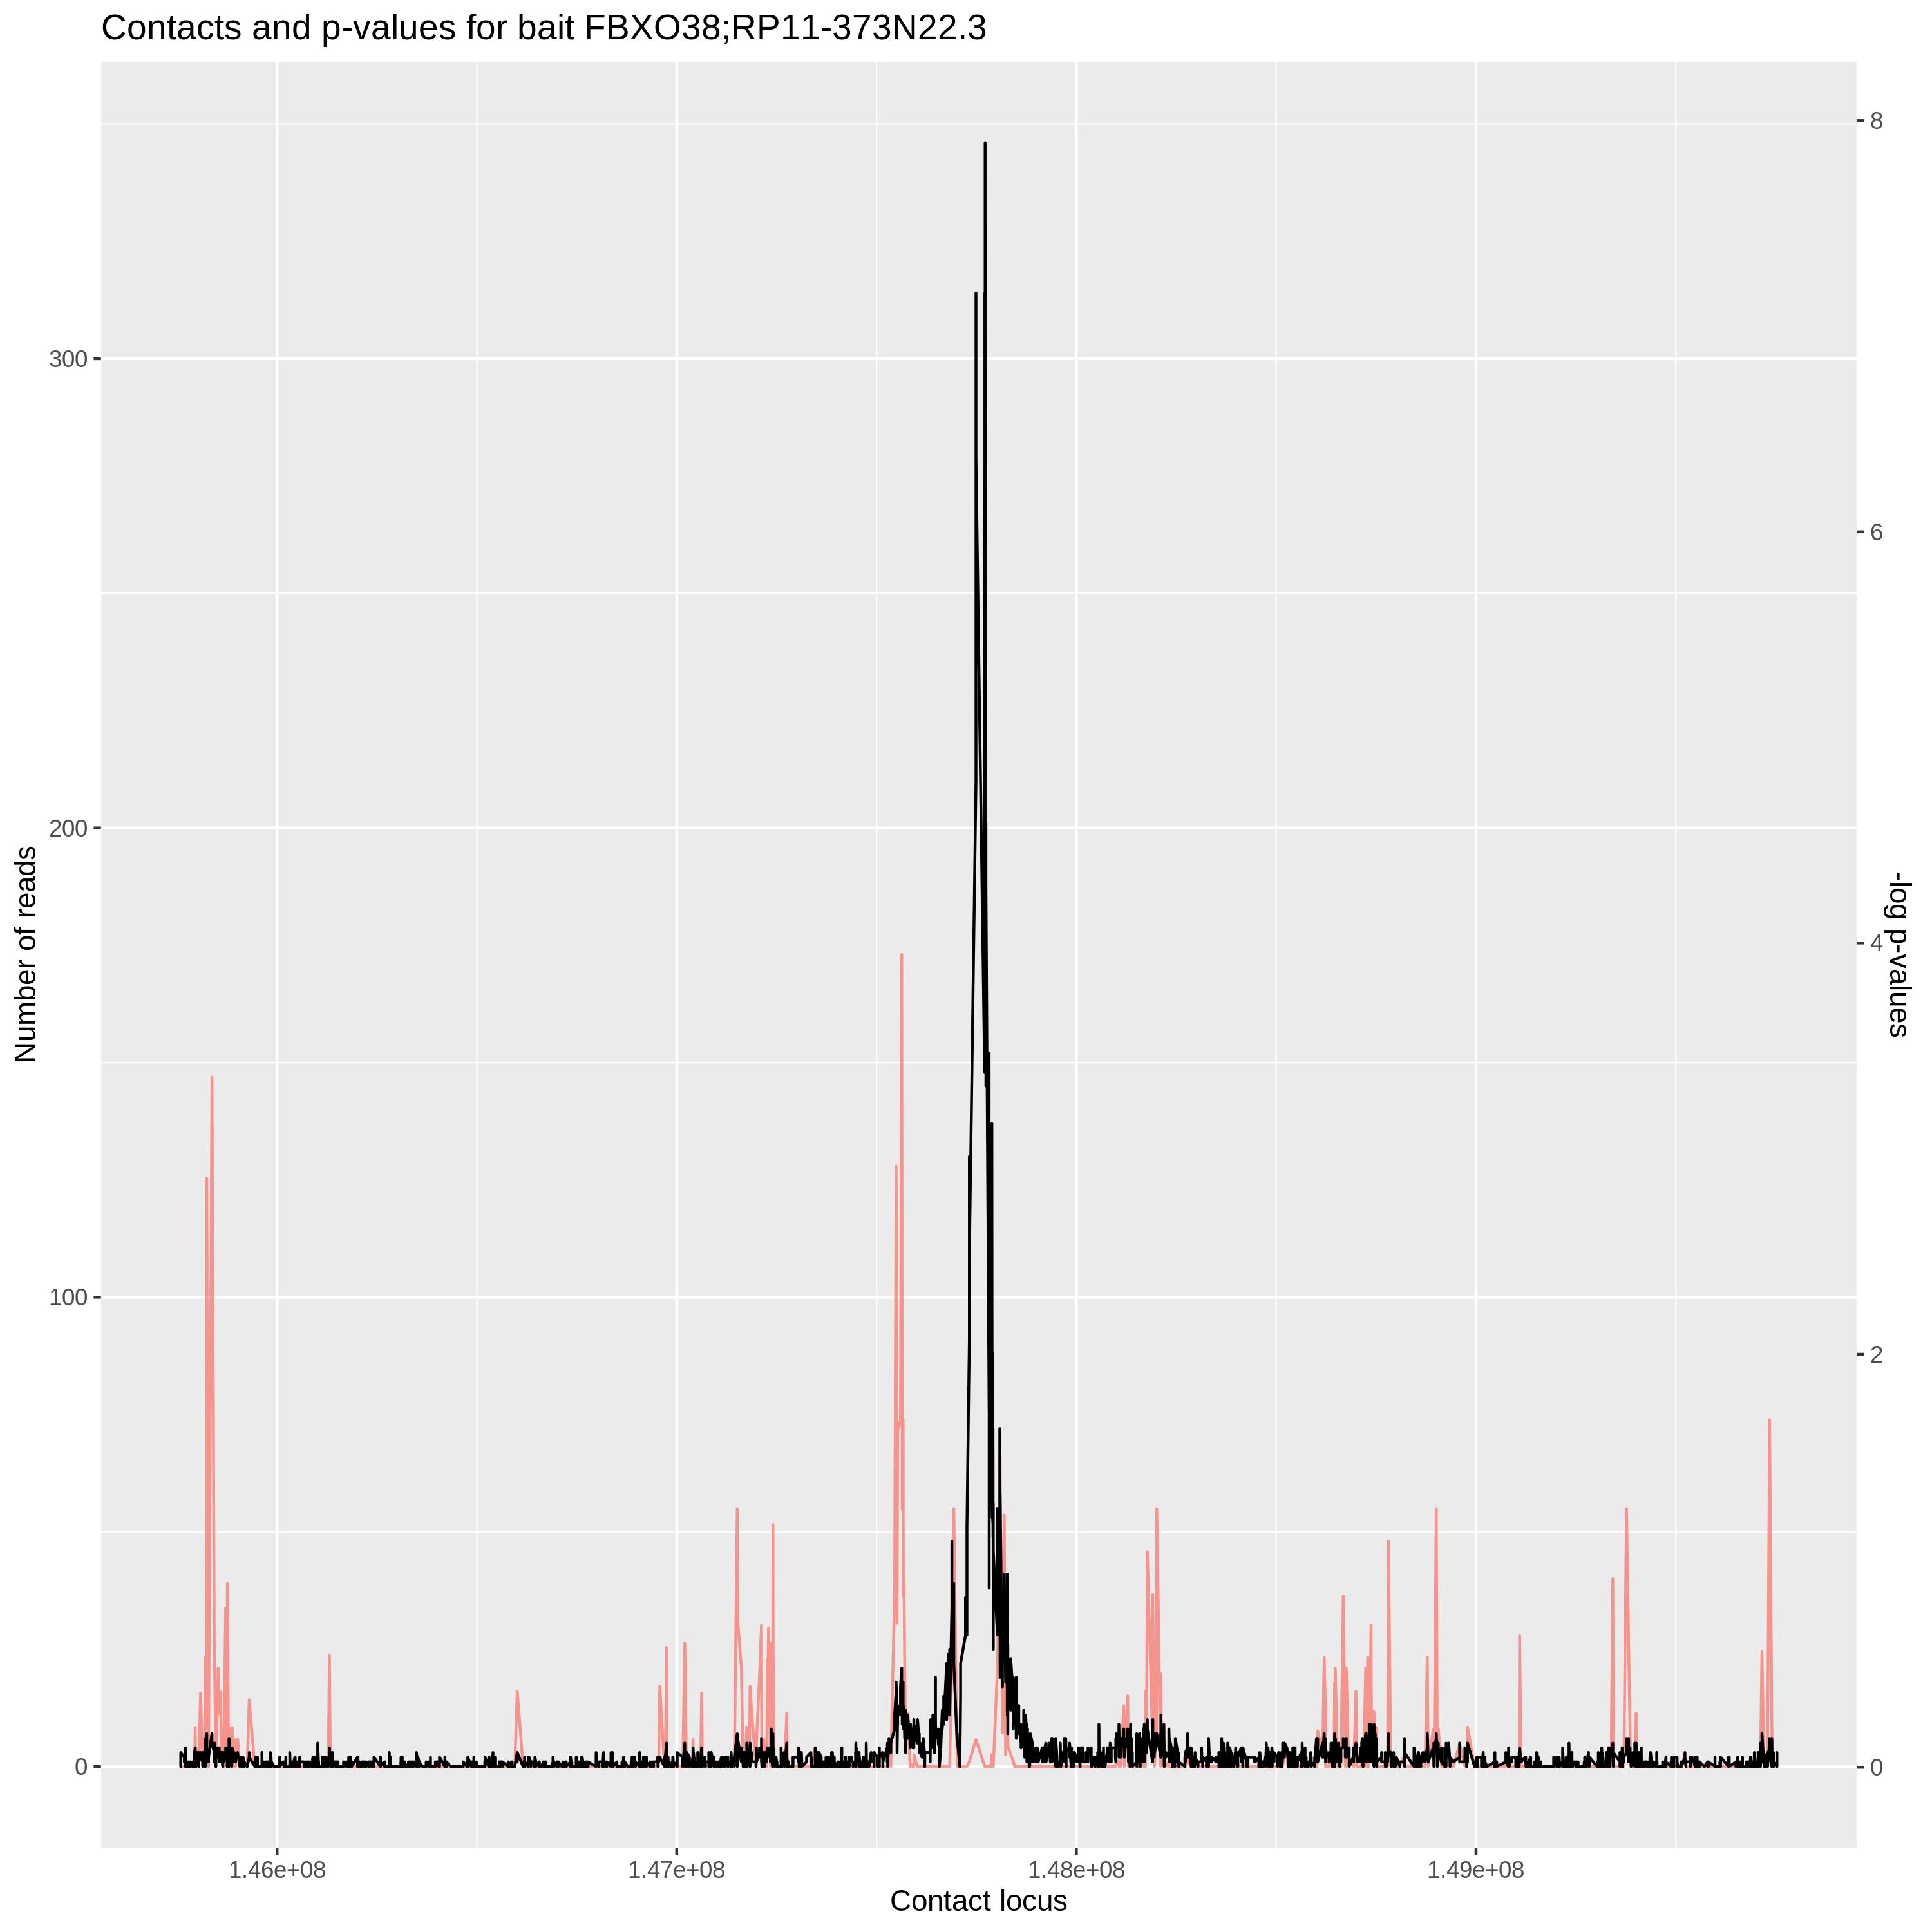 Contacts and p-values for bait FBXO38;RP11-373N22.3
Number of reads
300
200
100
0
8
6
4
2
0
-log p-values
1.46e+08
1.47e+08
1.48e+08
1.49e+08
Contact locus